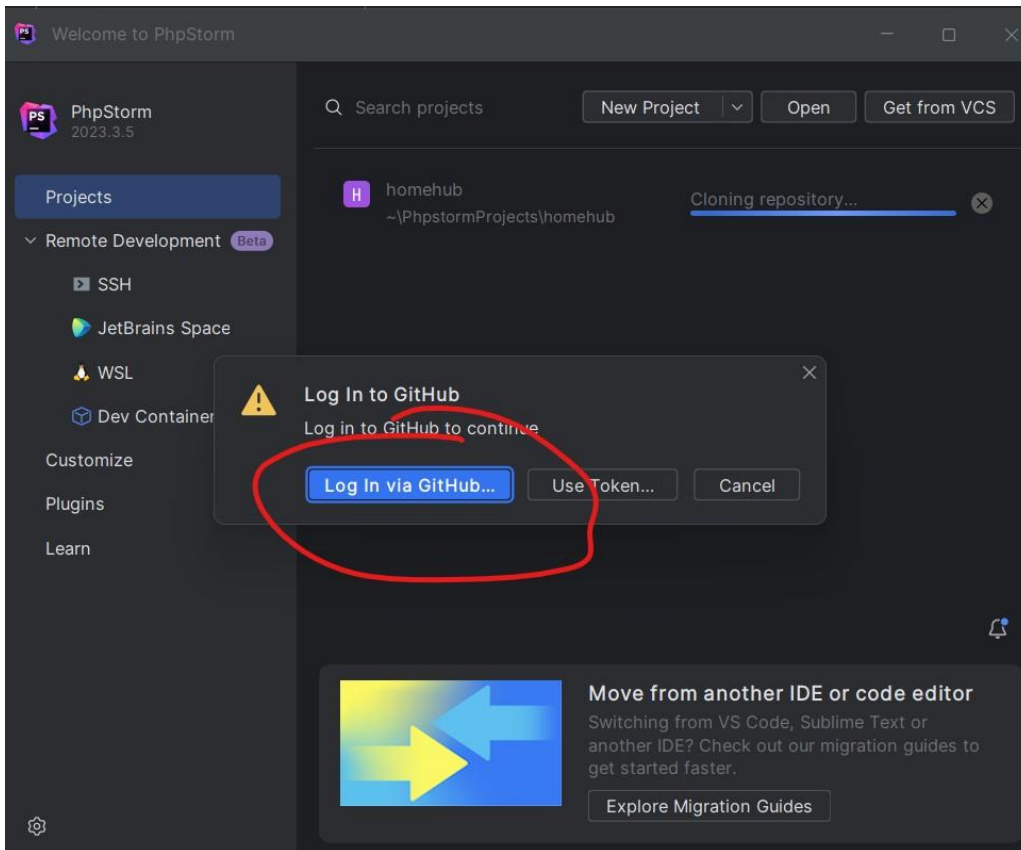 Welcome to PhpStorm
PhpStorm
2023.3.5
Search projects
New Project
Open
Get from VCS
Projects
Remote Development Beta
SSH
JetBrains Space
WSL
Dev Container
Customize
Plugins
Learn
H
homehub
~\PhpstormProjects\homehub
Cloning repository...
Log In to GitHub
Log in to GitHub to continue
Log In via GitHub...
Use Token...
Cancel
Move from another IDE or code editor
Switching from VS Code, Sublime Text or
another IDE? Check out our migration guides to
get started faster.
Explore Migration Guides